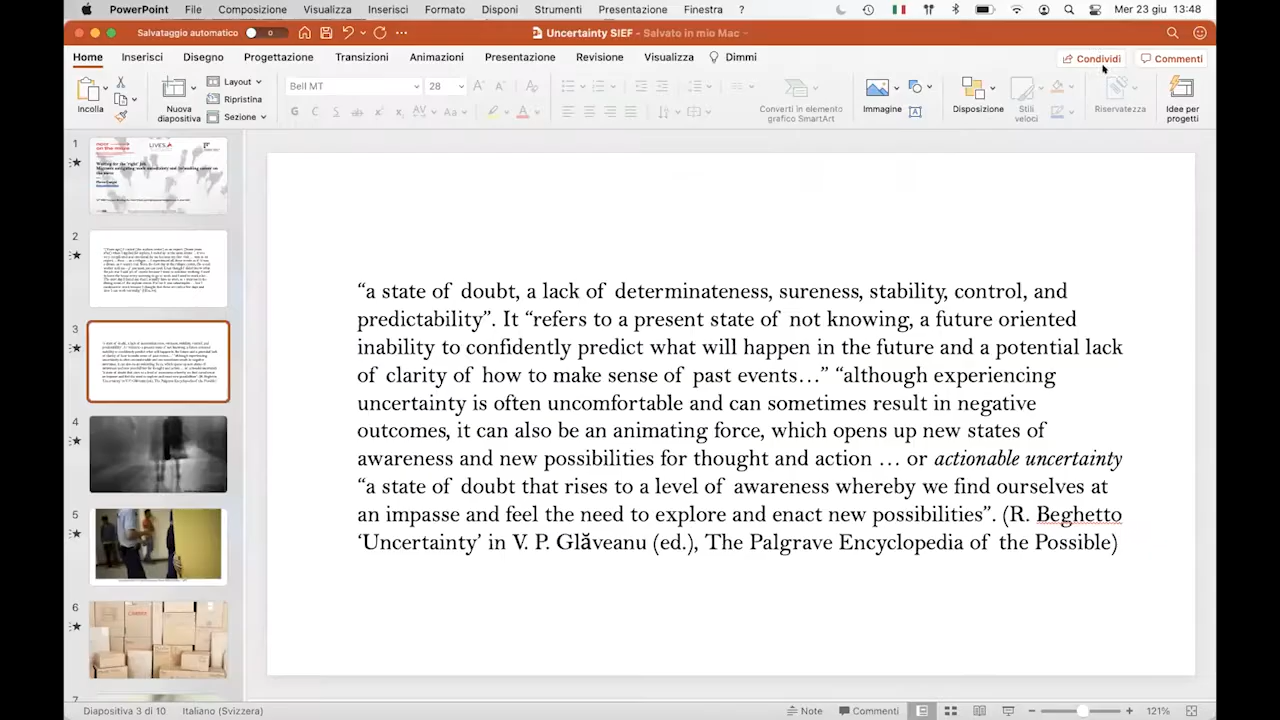 PowerPoint File Composizione Visualizza Inserisci Formato Disponi Strumenti Presentazione Finestra ? Mer 23 giu 13:48
Salvataggio automatico Uncertainty SIEF - Salvato in mio Mac
Home Inserisci Disegno Progettazione Transizioni Animazioni Presentazione Revisione Visualizza Dimmi Condividi Commenti
Incolla
Nuova diapositiva
Layout
Ripristina
Sezione
Bell MT 28
G C S
Converti in elemento grafico SmartArt
Immagine
Disposizione
Stili veloci
Riservatezza
Idee per progetti
1
2
3
4
5
6
7
LIVES
“a state of doubt, a lack of determinateness, sureness, stability, control, and
predictability”. It “refers to a present state of not knowing, a future oriented
inability to confidently predict what will happen in the future and a potential lack
of clarity of how to make sense of past events…” “although experiencing
uncertainty is often uncomfortable and can sometimes result in negative
outcomes, it can also be an animating force, which opens up new states of
awareness and new possibilities for thought and action … or actionable uncertainty
“a state of doubt that rises to a level of awareness whereby we find ourselves at
an impasse and feel the need to explore and enact new possibilities”. (R. Beghetto
‘Uncertainty’ in V. P. Glăveanu (ed.), The Palgrave Encyclopedia of the Possible)
Diapositiva 3 di 10 Italiano (Svizzera) Note Commenti 121%